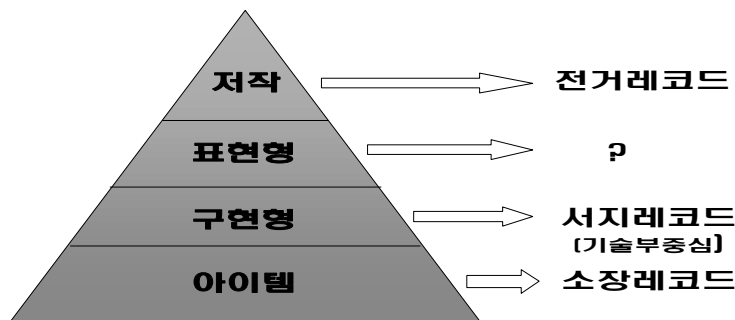 저작 전거레코드
표현형 ?
구현형 서지레코드
(기술부중심)
아이템 소장레코드